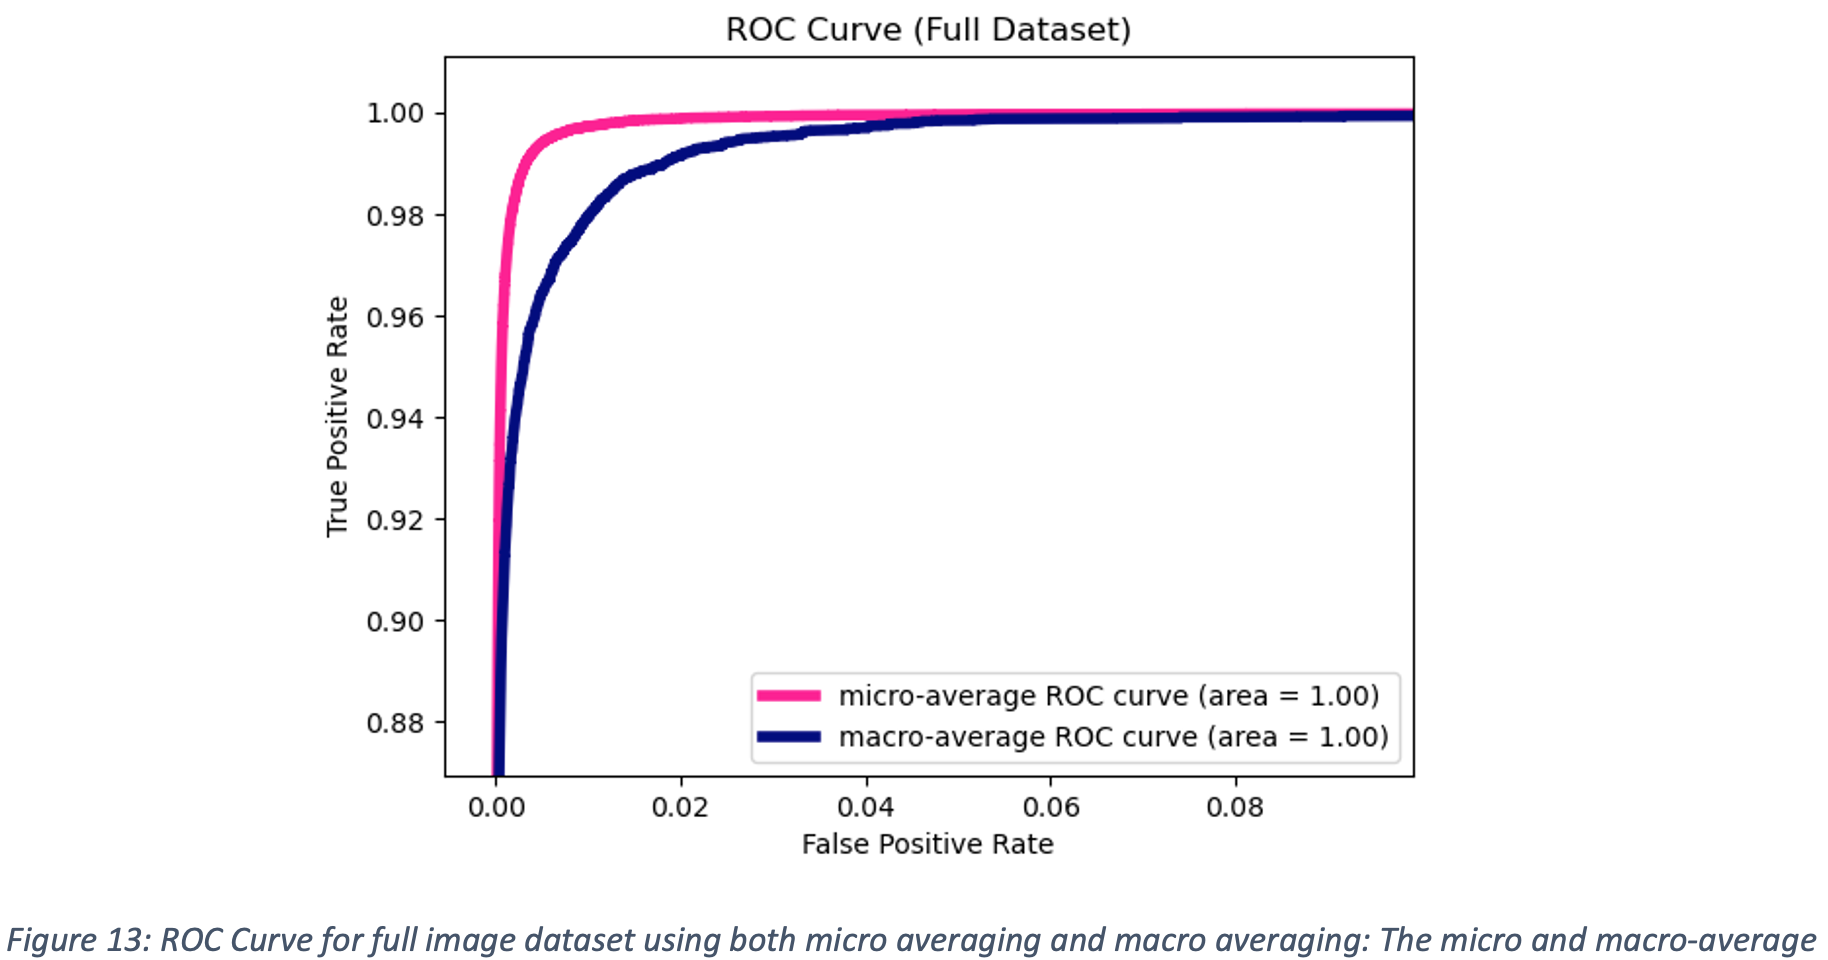 ROC Curve (Full Dataset)
1.00
0.98
0.96
0.94
0.92
0.90
0.88
True Positive Rate
micro-average ROC curve (area = 1.00)
macro-average ROC curve (area = 1.00)
0.00 0.02 0.04 0.06 0.08
False Positive Rate
Figure 13: ROC Curve for full image dataset using both micro averaging and macro averaging: The micro and macro-average